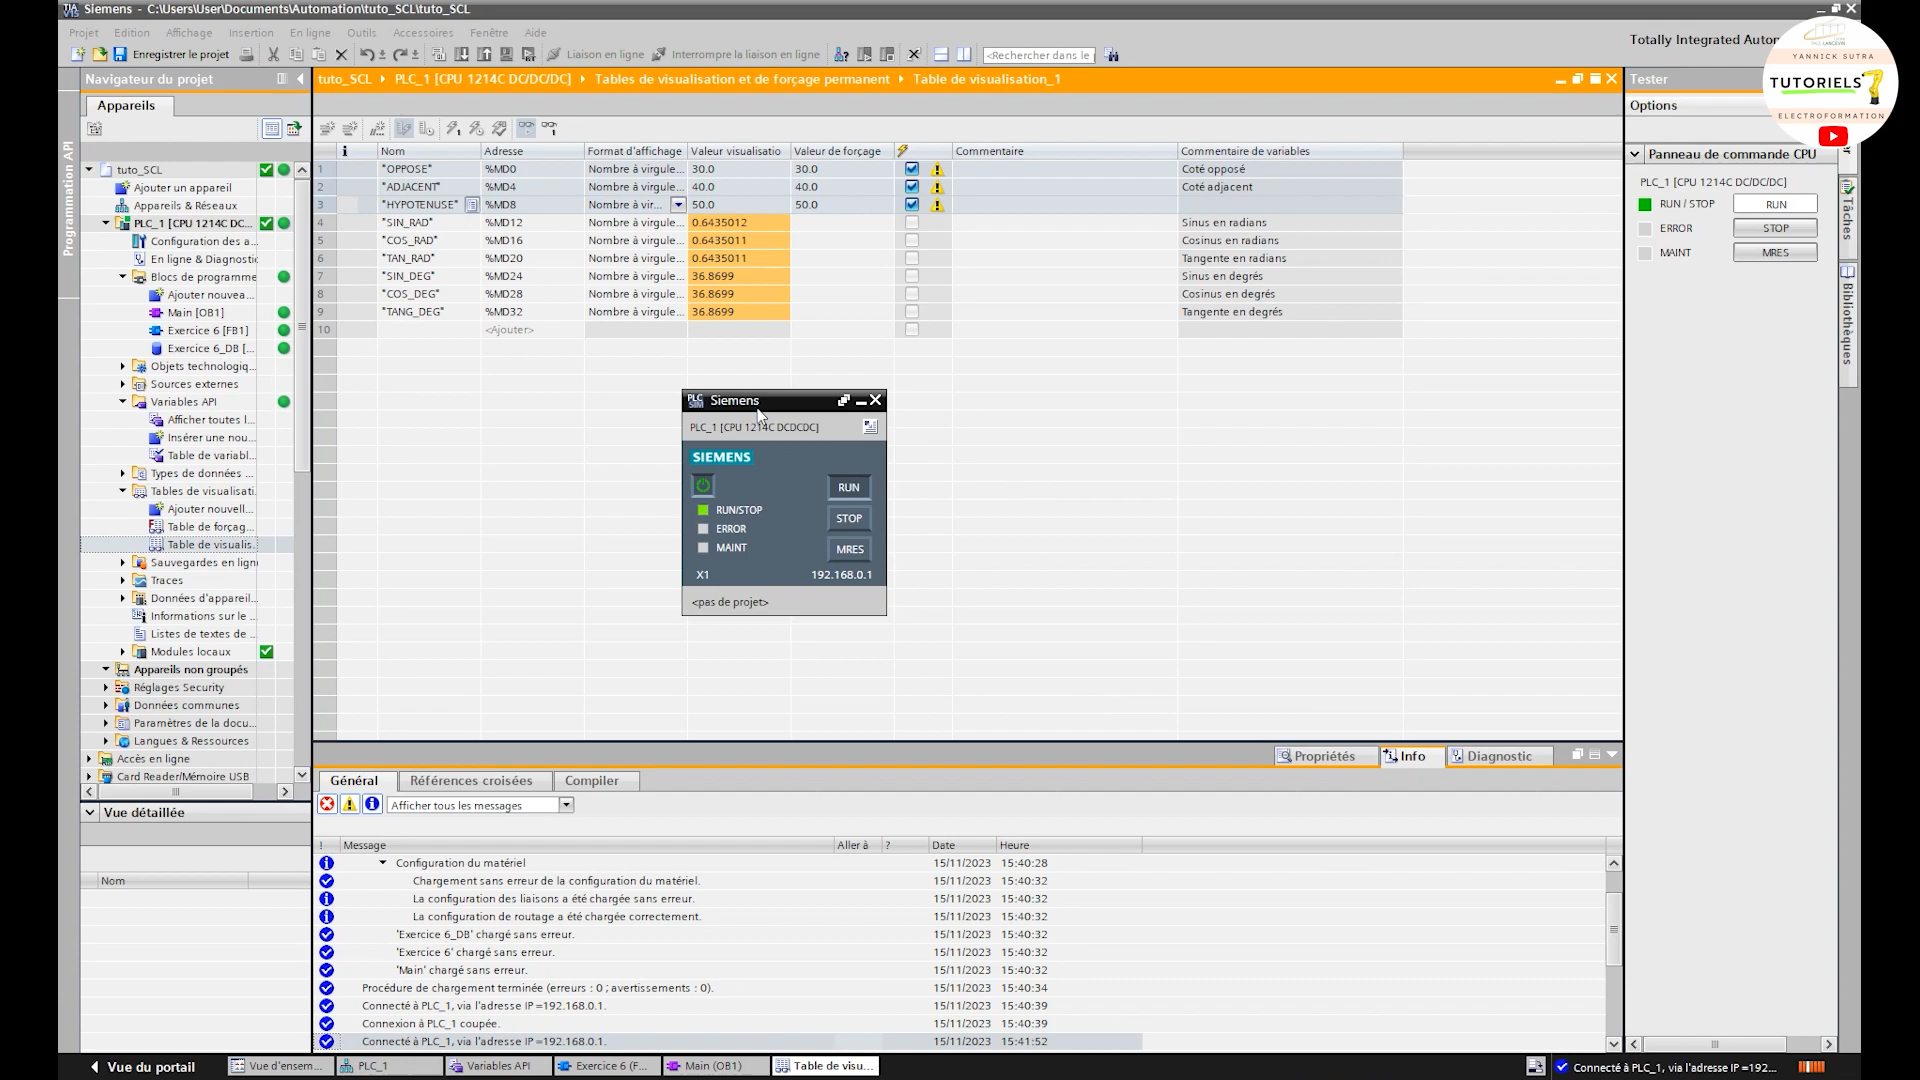 Siemens - C:\Users\User\Documents\Automation\tuto_SCL\tuto_SCL
Projet Edition Affichage Insertion En ligne Outils Accessoires Fenêtre Aide
Enregistrer le projet Liaison en ligne Interrompre la liaison en ligne <Rechercher dans le
Totally Integrated Auton
YANNICK SUTRA
TUTORIELS
ELECTROFORMATION
Navigateur du projet
tuto_SCL PLC_1 [CPU 1214C DC/DC/DC] Tables de visualisation et de forçage permanent Table de visualisation_1
Tester
Appareils
Options
Programmation API
Nom Adresse Format d'affichage Valeur visualisatio Valeur de forçage Commentaire Commentaire de variables
1 "OPPOSE" %MD0 Nombre à virgule... 30.0 30.0 Coté opposé
2 "ADJACENT" %MD4 Nombre à virgule... 40.0 40.0 Coté adjacent
3 "HYPOTENUSE" %MD8 Nombre à vir... 50.0 50.0
4 "SIN_RAD" %MD12 Nombre à virgule... 0.6435012 Sinus en radians
5 "COS_RAD" %MD16 Nombre à virgule... 0.6435011 Cosinus en radians
6 "TAN_RAD" %MD20 Nombre à virgule... 0.6435011 Tangente en radians
7 "SIN_DEG" %MD24 Nombre à virgule... 36.8699 Sinus en degrés
8 "COS_DEG" %MD28 Nombre à virgule... 36.8699 Cosinus en degrés
9 "TANG_DEG" %MD32 Nombre à virgule... 36.8699 Tangente en degrés
10 <Ajouter>
tuto_SCL
Ajouter un appareil
Appareils & Réseaux
PLC_1 [CPU 1214C DC...
Configuration des a...
En ligne & Diagnostic
Blocs de programme
Ajouter nouvea...
Main [OB1]
Exercice 6 [FB1]
Exercice 6_DB [...
Objets technologiq...
Sources externes
Variables API
Afficher toutes l...
Insérer une nou...
Table de variabl...
Types de données ...
Tables de visualisati...
Ajouter nouvell...
Table de forçag...
Table de visualis...
Sauvegardes en lign
Traces
Données d'appareil...
Informations sur le ...
Listes de textes de ...
Modules locaux
Appareils non groupés
Réglages Security
Données communes
Paramètres de la docu...
Langues & Ressources
Accès en ligne
Card Reader/Mémoire USB
Vue détaillée
Nom
PLC SIM Siemens
PLC_1 [CPU 1214C DCDCDC]
SIEMENS
RUN
RUN/STOP
STOP
ERROR
MAINT
MRES
X1 192.168.0.1
<pas de projet>
Panneau de commande CPU
PLC_1 [CPU 1214C DC/DC/DC]
RUN / STOP RUN
ERROR STOP
MAINT MRES
Tâches
Bibliothèques
Propriétés Info Diagnostic
Général Références croisées Compiler
Afficher tous les messages
! Message Aller à ? Date Heure
Configuration du matériel 15/11/2023 15:40:28
Chargement sans erreur de la configuration du matériel. 15/11/2023 15:40:32
La configuration des liaisons a été chargée sans erreur. 15/11/2023 15:40:32
La configuration de routage a été chargée correctement. 15/11/2023 15:40:32
'Exercice 6_DB' chargé sans erreur. 15/11/2023 15:40:32
'Exercice 6' chargé sans erreur. 15/11/2023 15:40:32
'Main' chargé sans erreur. 15/11/2023 15:40:32
Procédure de chargement terminée (erreurs : 0 ; avertissements : 0). 15/11/2023 15:40:34
Connecté à PLC_1, via l'adresse IP =192.168.0.1. 15/11/2023 15:40:39
Connexion à PLC_1 coupée. 15/11/2023 15:40:39
Connecté à PLC_1, via l'adresse IP =192.168.0.1. 15/11/2023 15:41:52
Vue du portail Vue d'ensem... PLC_1 Variables API Exercice 6 (F... Main (OB1) Table de visu... Connecté à PLC_1, via l'adresse IP =192...